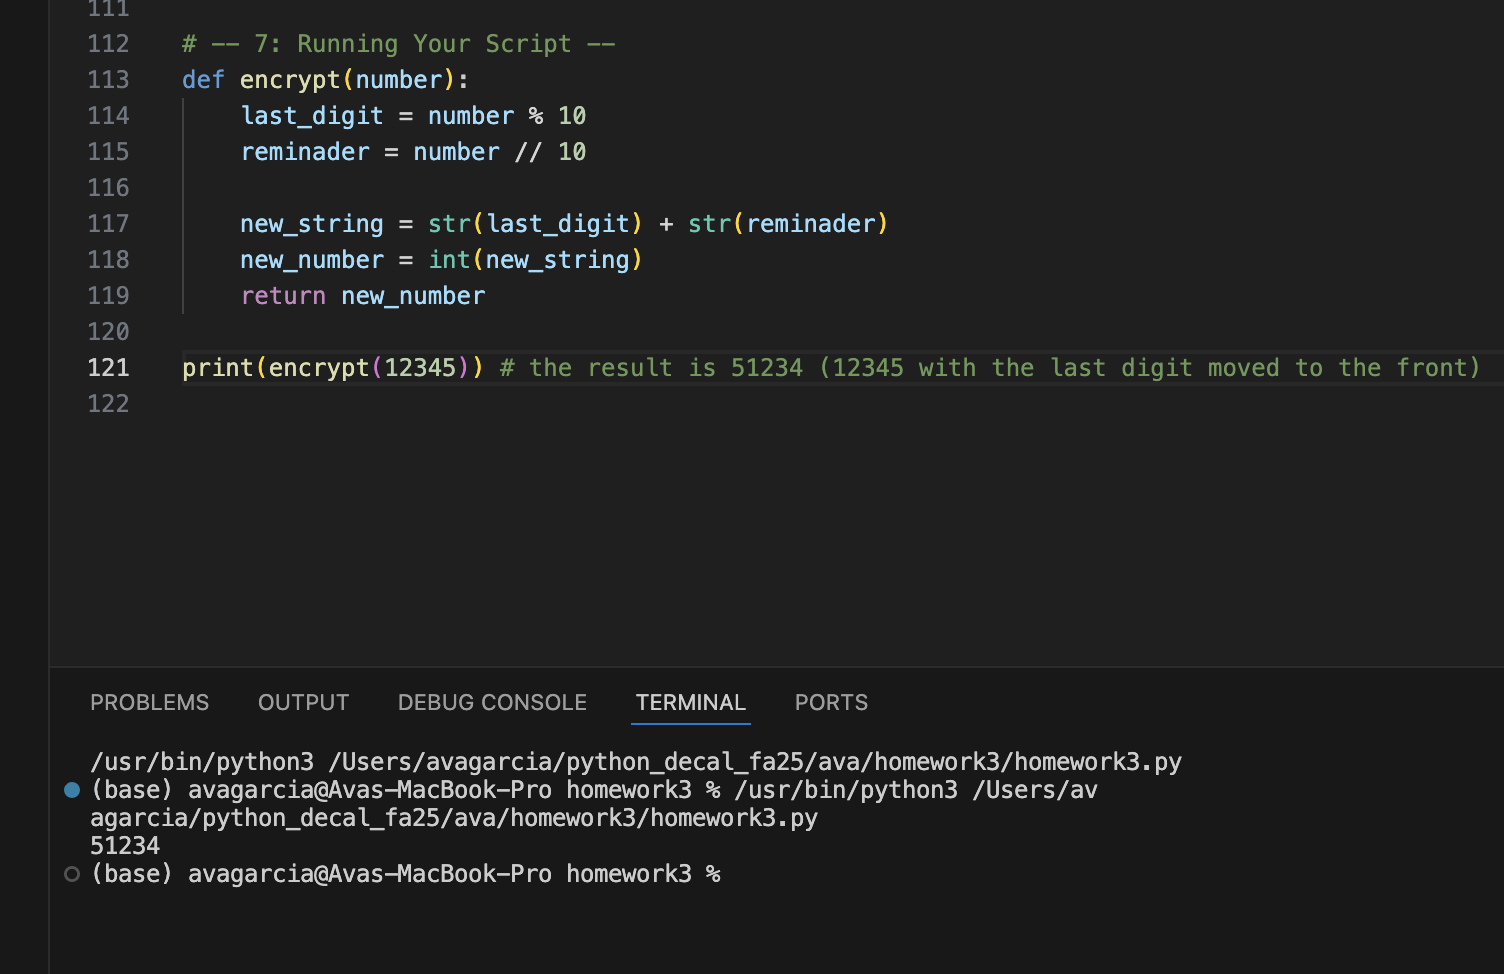 111
112 # -- 7: Running Your Script --
113 def encrypt(number):
114 last_digit = number % 10
115 reminader = number // 10
116
117 new_string = str(last_digit) + str(reminader)
118 new_number = int(new_string)
119 return new_number
120
121 print(encrypt(12345)) # the result is 51234 (12345 with the last digit moved to the front)
122
PROBLEMS OUTPUT DEBUG CONSOLE TERMINAL PORTS
/usr/bin/python3 /Users/avagarcia/python_decal_fa25/ava/homework3/homework3.py
(base) avagarcia@Avas-MacBook-Pro homework3 % /usr/bin/python3 /Users/av
agarcia/python_decal_fa25/ava/homework3/homework3.py
51234
(base) avagarcia@Avas-MacBook-Pro homework3 %